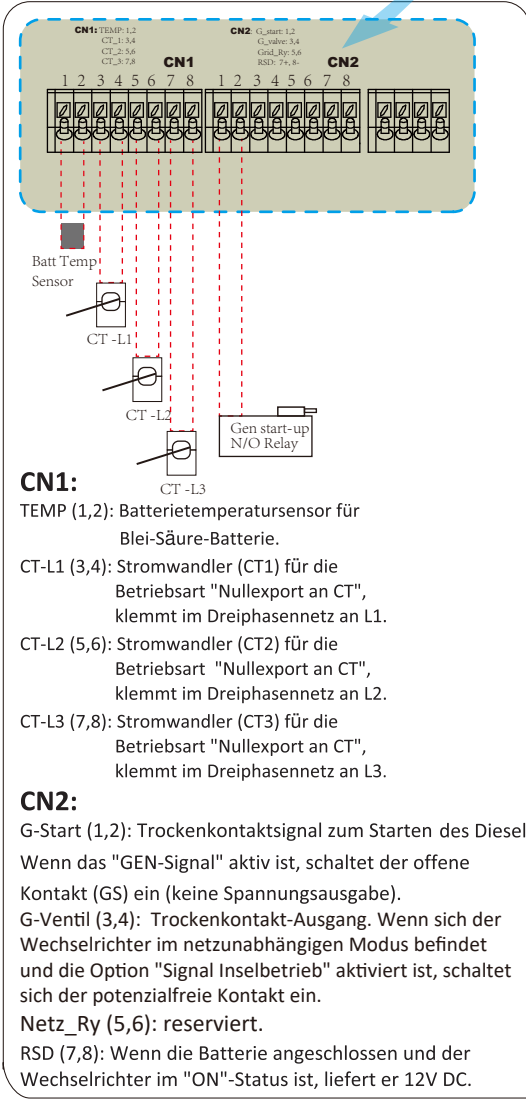 CN1: TEMP: 1,2
CT_1: 3,4
CT_2: 5,6
CT_3: 7,8
CN1
CN2: G_start: 1,2
G_valve: 3,4
Grid_Ry: 5,6
RSD: 7+, 8-
CN2
1 2 3 4 5 6 7 8
1 2 3 4 5 6 7 8
Batt Temp
Sensor
CT -L1
CT -L2
CT -L3
Gen start-up
N/O Relay
CN1:
TEMP (1,2): Batterietemperatursensor für
Blei-Säure-Batterie.
CT-L1 (3,4): Stromwandler (CT1) für die
Betriebsart "Nullexport an CT",
klemmt im Dreiphasennetz an L1.
CT-L2 (5,6): Stromwandler (CT2) für die
Betriebsart "Nullexport an CT",
klemmt im Dreiphasennetz an L2.
CT-L3 (7,8): Stromwandler (CT3) für die
Betriebsart "Nullexport an CT",
klemmt im Dreiphasennetz an L3.
CN2:
G-Start (1,2): Trockenkontaktsignal zum Starten des Diesel
Wenn das "GEN-Signal" aktiv ist, schaltet der offene
Kontakt (GS) ein (keine Spannungsausgabe).
G-Ventil (3,4): Trockenkontakt-Ausgang. Wenn sich der
Wechselrichter im netzunabhängigen Modus befindet
und die Option "Signal Inselbetrieb" aktiviert ist, schaltet
sich der potenzialfreie Kontakt ein.
Netz_Ry (5,6): reserviert.
RSD (7,8): Wenn die Batterie angeschlossen und der
Wechselrichter im "ON"-Status ist, liefert er 12V DC.